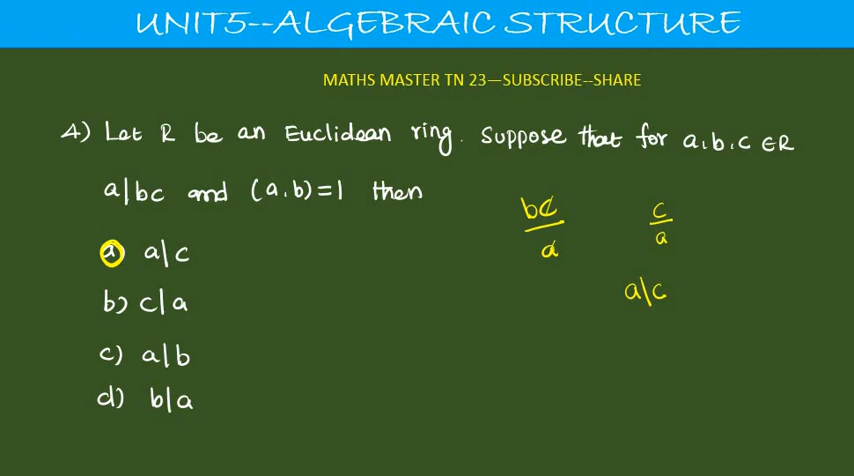 UNIT5--ALGEBRAIC STRUCTURE
MATHS MASTER TN 23—SUBSCRIBE--SHARE
4) Let R be an Euclidean ring. Suppose that for a,b,c ∈R
a|bc and (a,b)=1 then
a) a|c
b) c|a
c) a|b
d) b|a
bc/a
c/a
a|c